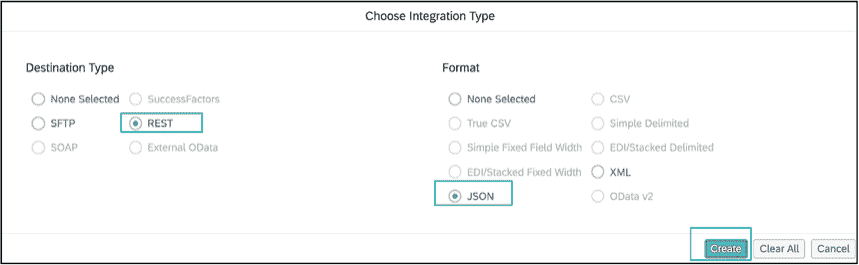 Choose Integration Type
Destination Type
None Selected SuccessFactors
SFTP REST
SOAP External OData
Format
None Selected CSV
True CSV Simple Delimited
Simple Fixed Field Width EDI/Stacked Delimited
EDI/Stacked Fixed Width XML
JSON OData v2
Create Clear All Cancel